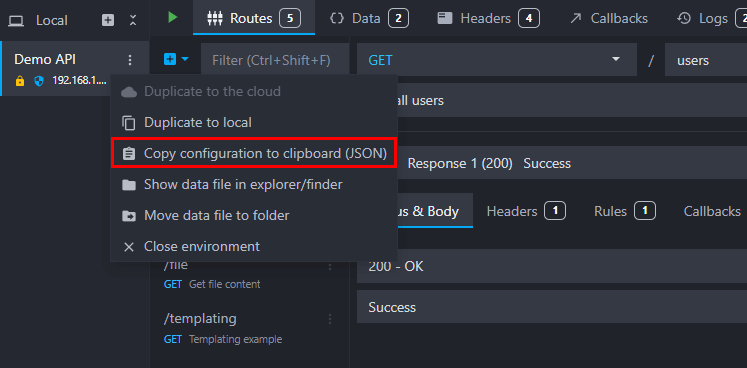 Local
Routes 5
Data 2
Headers 4
Callbacks
Logs 2
Demo API
192.168.1....
Filter (Ctrl+Shift+F)
GET
/
users
Duplicate to the cloud
all users
Duplicate to local
Copy configuration to clipboard (JSON)
Response 1 (200) Success
Show data file in explorer/finder
Move data file to folder
& Body
Headers 1
Rules 1
Callbacks
Close environment
/file
200 - OK
GET Get file content
Success
/templating
GET Templating example